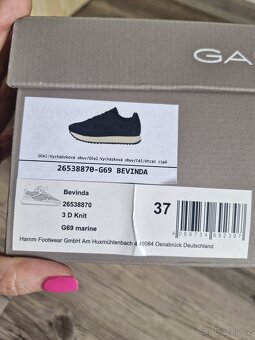 GA
Účel:Vycházková obuv/Účel:Vychádzková obuv/Cél:Utcai cipő
26538870-G69 BEVINDA
Bevinda
26538870
3 D Knit
G69 marine
37
Hamm Footwear GmbH Am Huxmühlenbach 4 49084 Osnabrück Deutschland